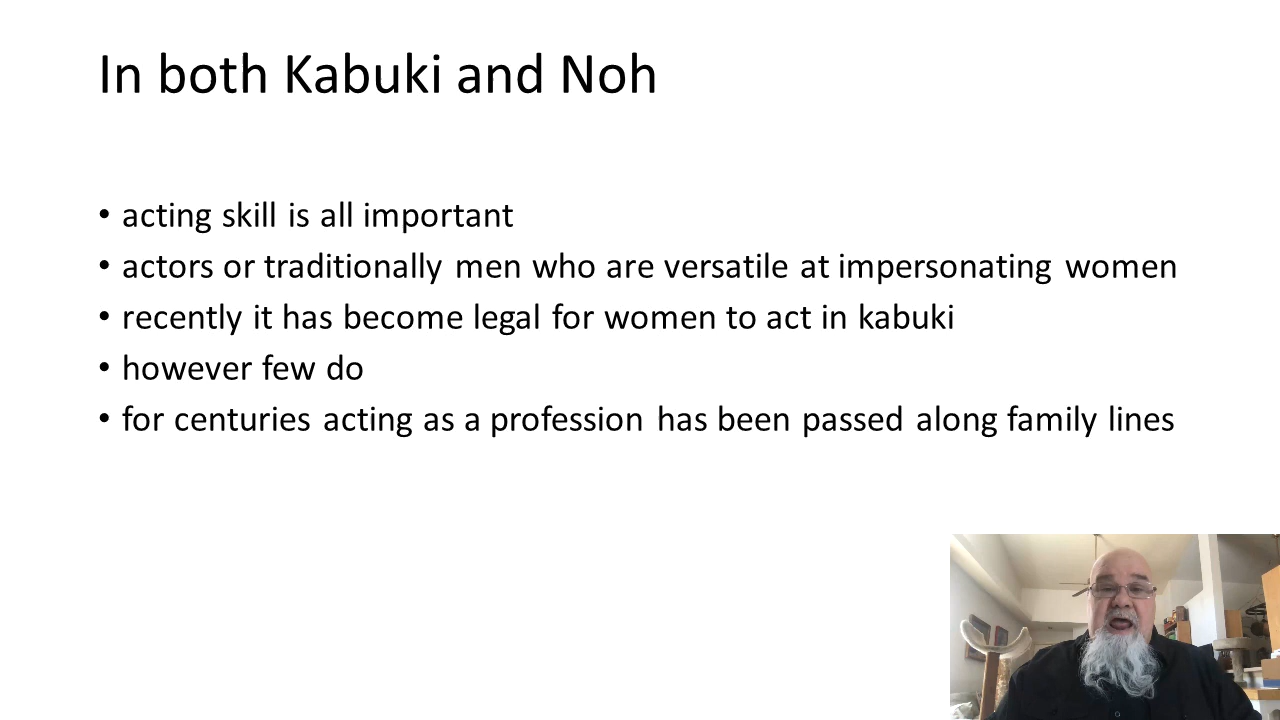 In both Kabuki and Noh
• acting skill is all important
• actors or traditionally men who are versatile at impersonating women
• recently it has become legal for women to act in kabuki
• however few do
• for centuries acting as a profession has been passed along family lines